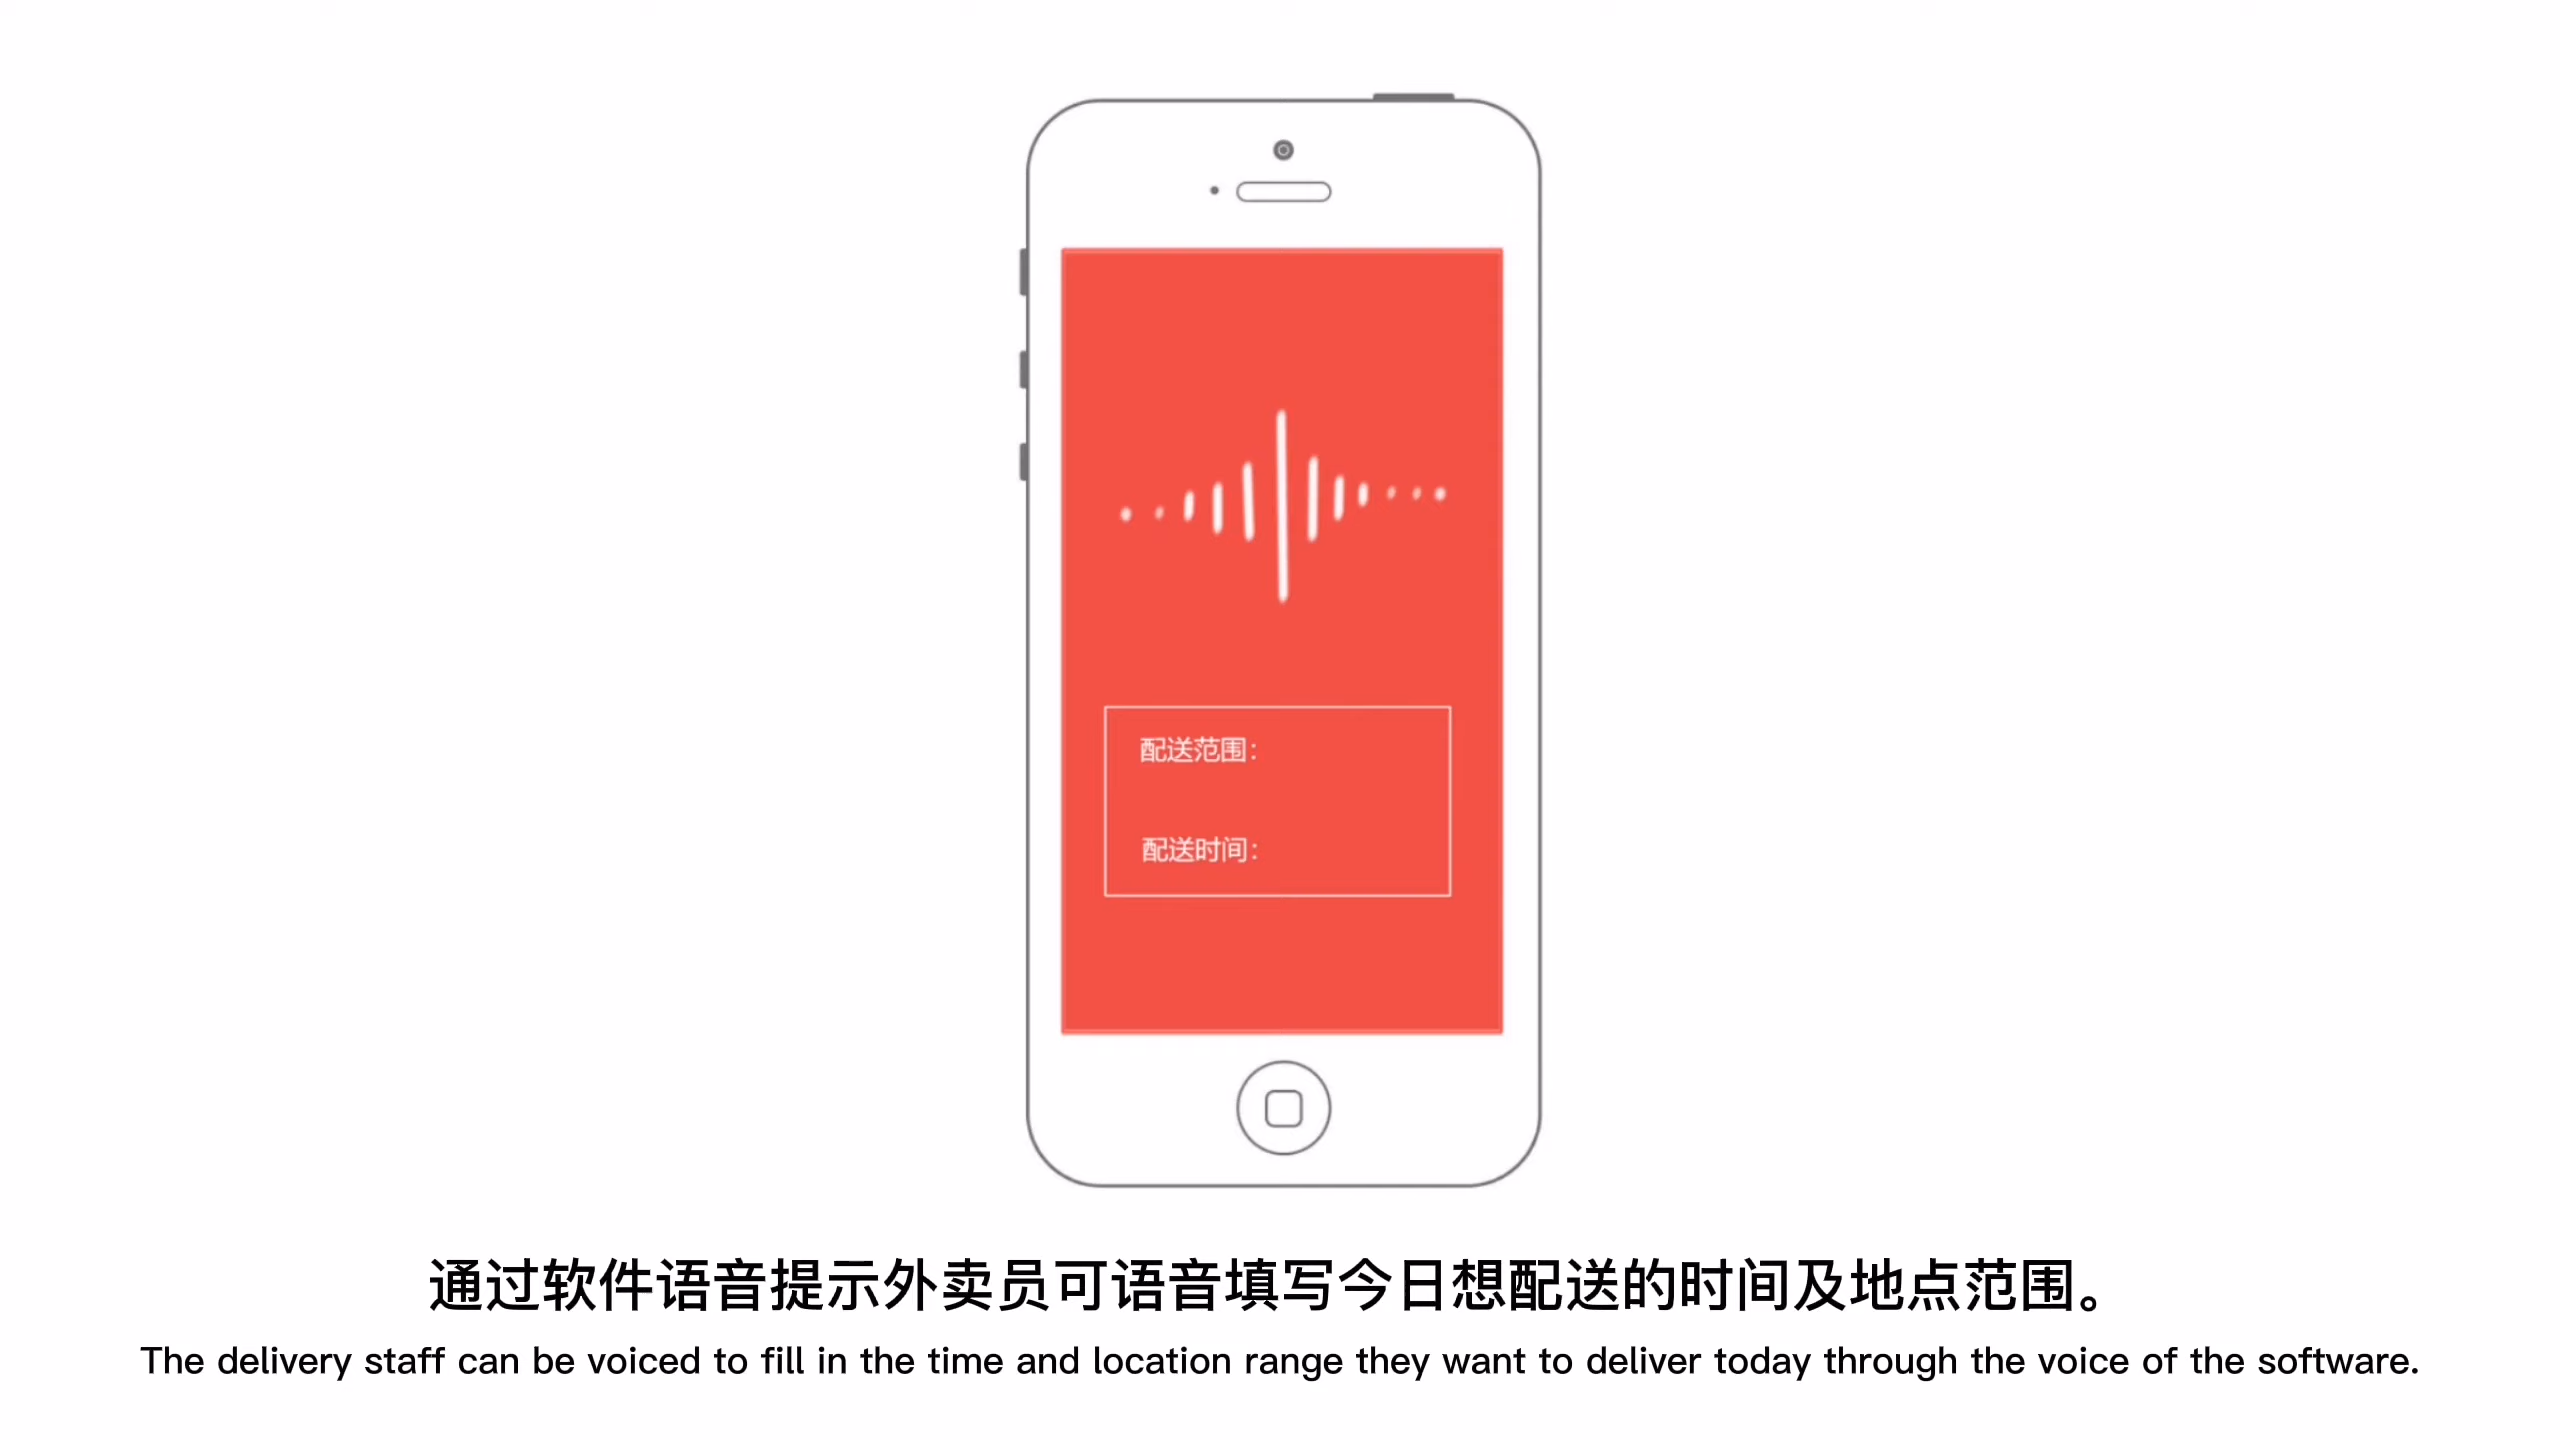 配送范围：
配送时间：
通过软件语音提示外卖员可语音填写今日想配送的时间及地点范围。
The delivery staff can be voiced to fill in the time and location range they want to deliver today through the voice of the software.